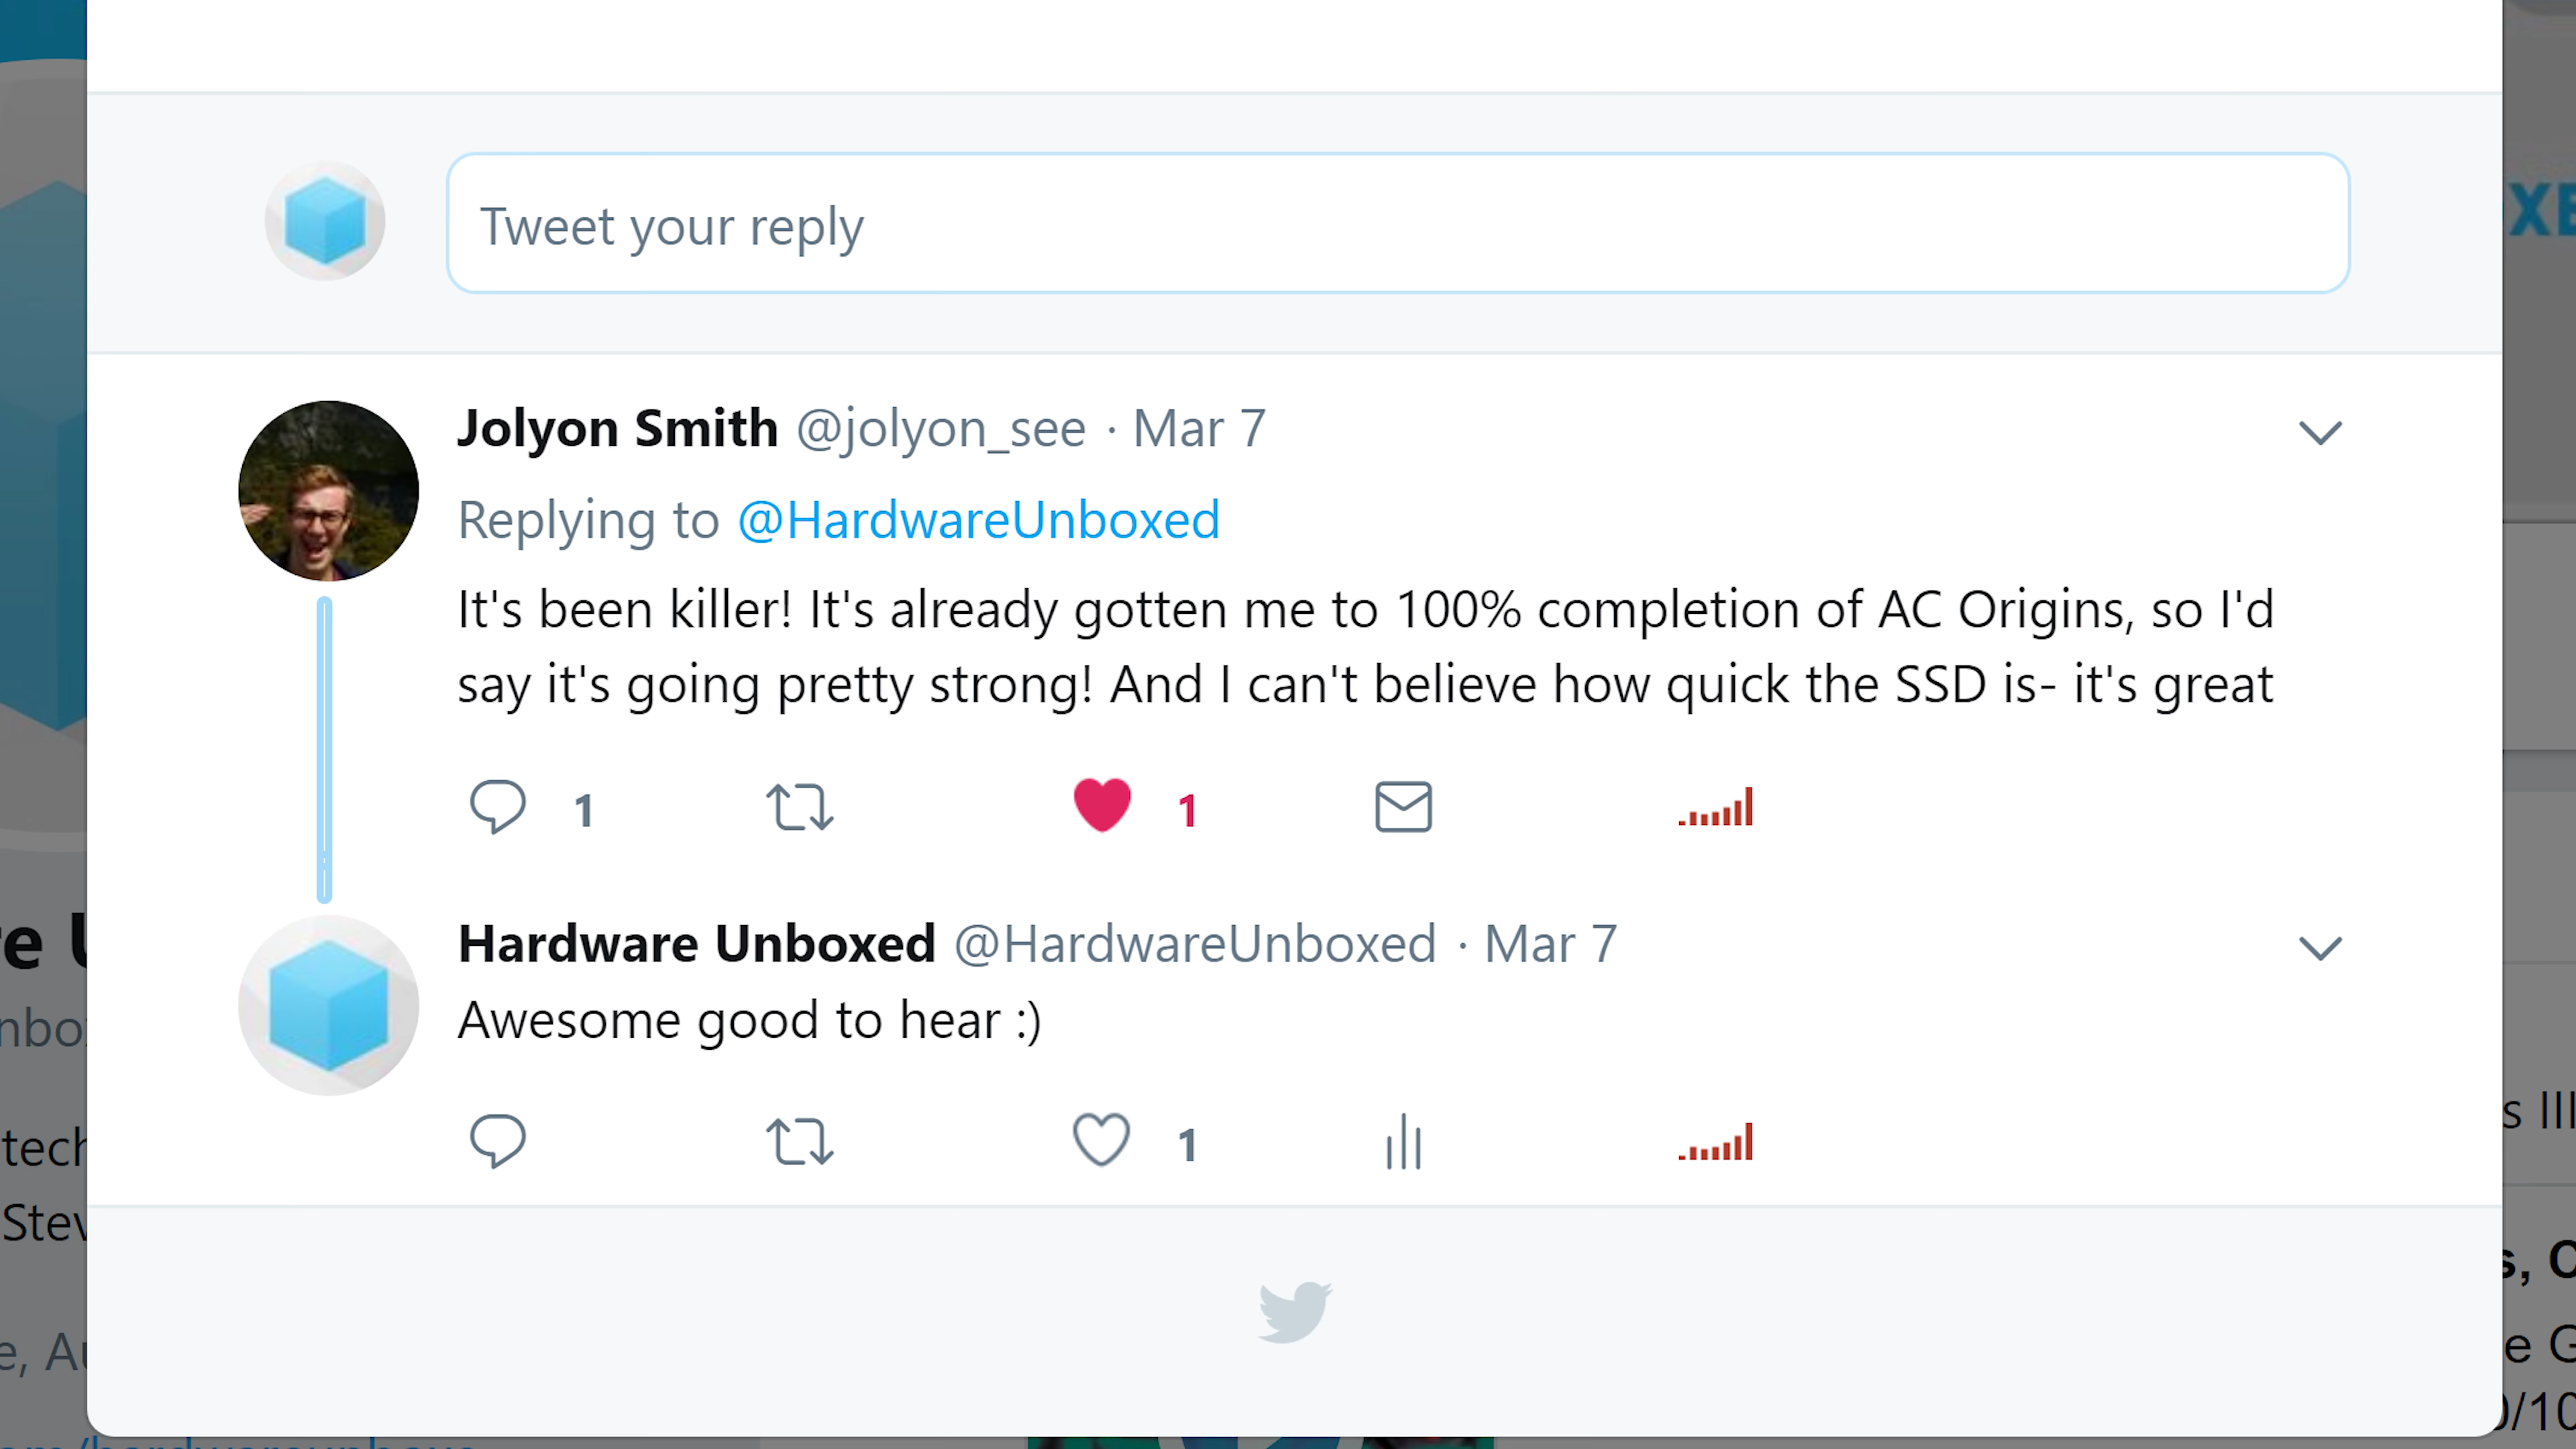 Tweet your reply
Jolyon Smith @jolyon_see · Mar 7
Replying to @HardwareUnboxed
It's been killer! It's already gotten me to 100% completion of AC Origins, so I'd
say it's going pretty strong! And I can't believe how quick the SSD is- it's great
1 1
Hardware Unboxed @HardwareUnboxed · Mar 7
Awesome good to hear :)
1